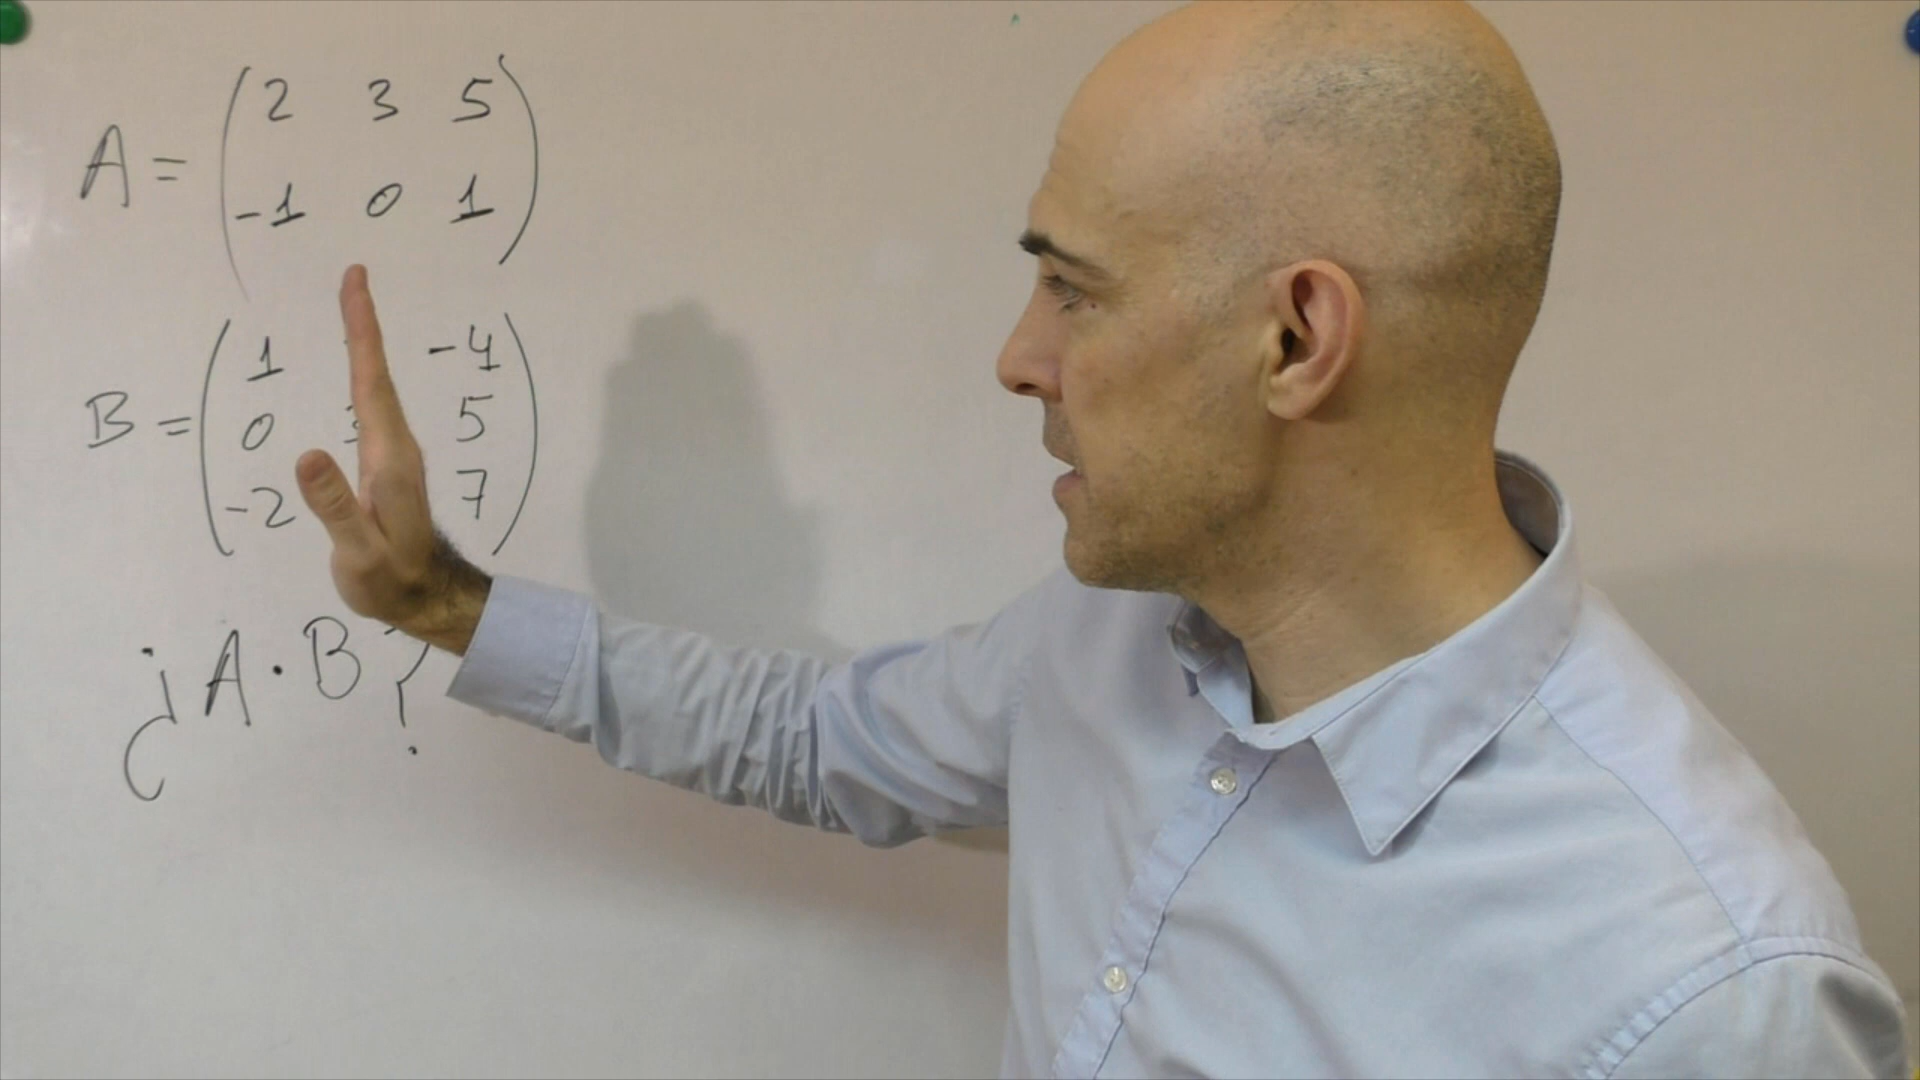 A = ( 2 3 5
-1 0 1 )
B = ( 1 -4
0 5
-2 7 )
¿A·B?